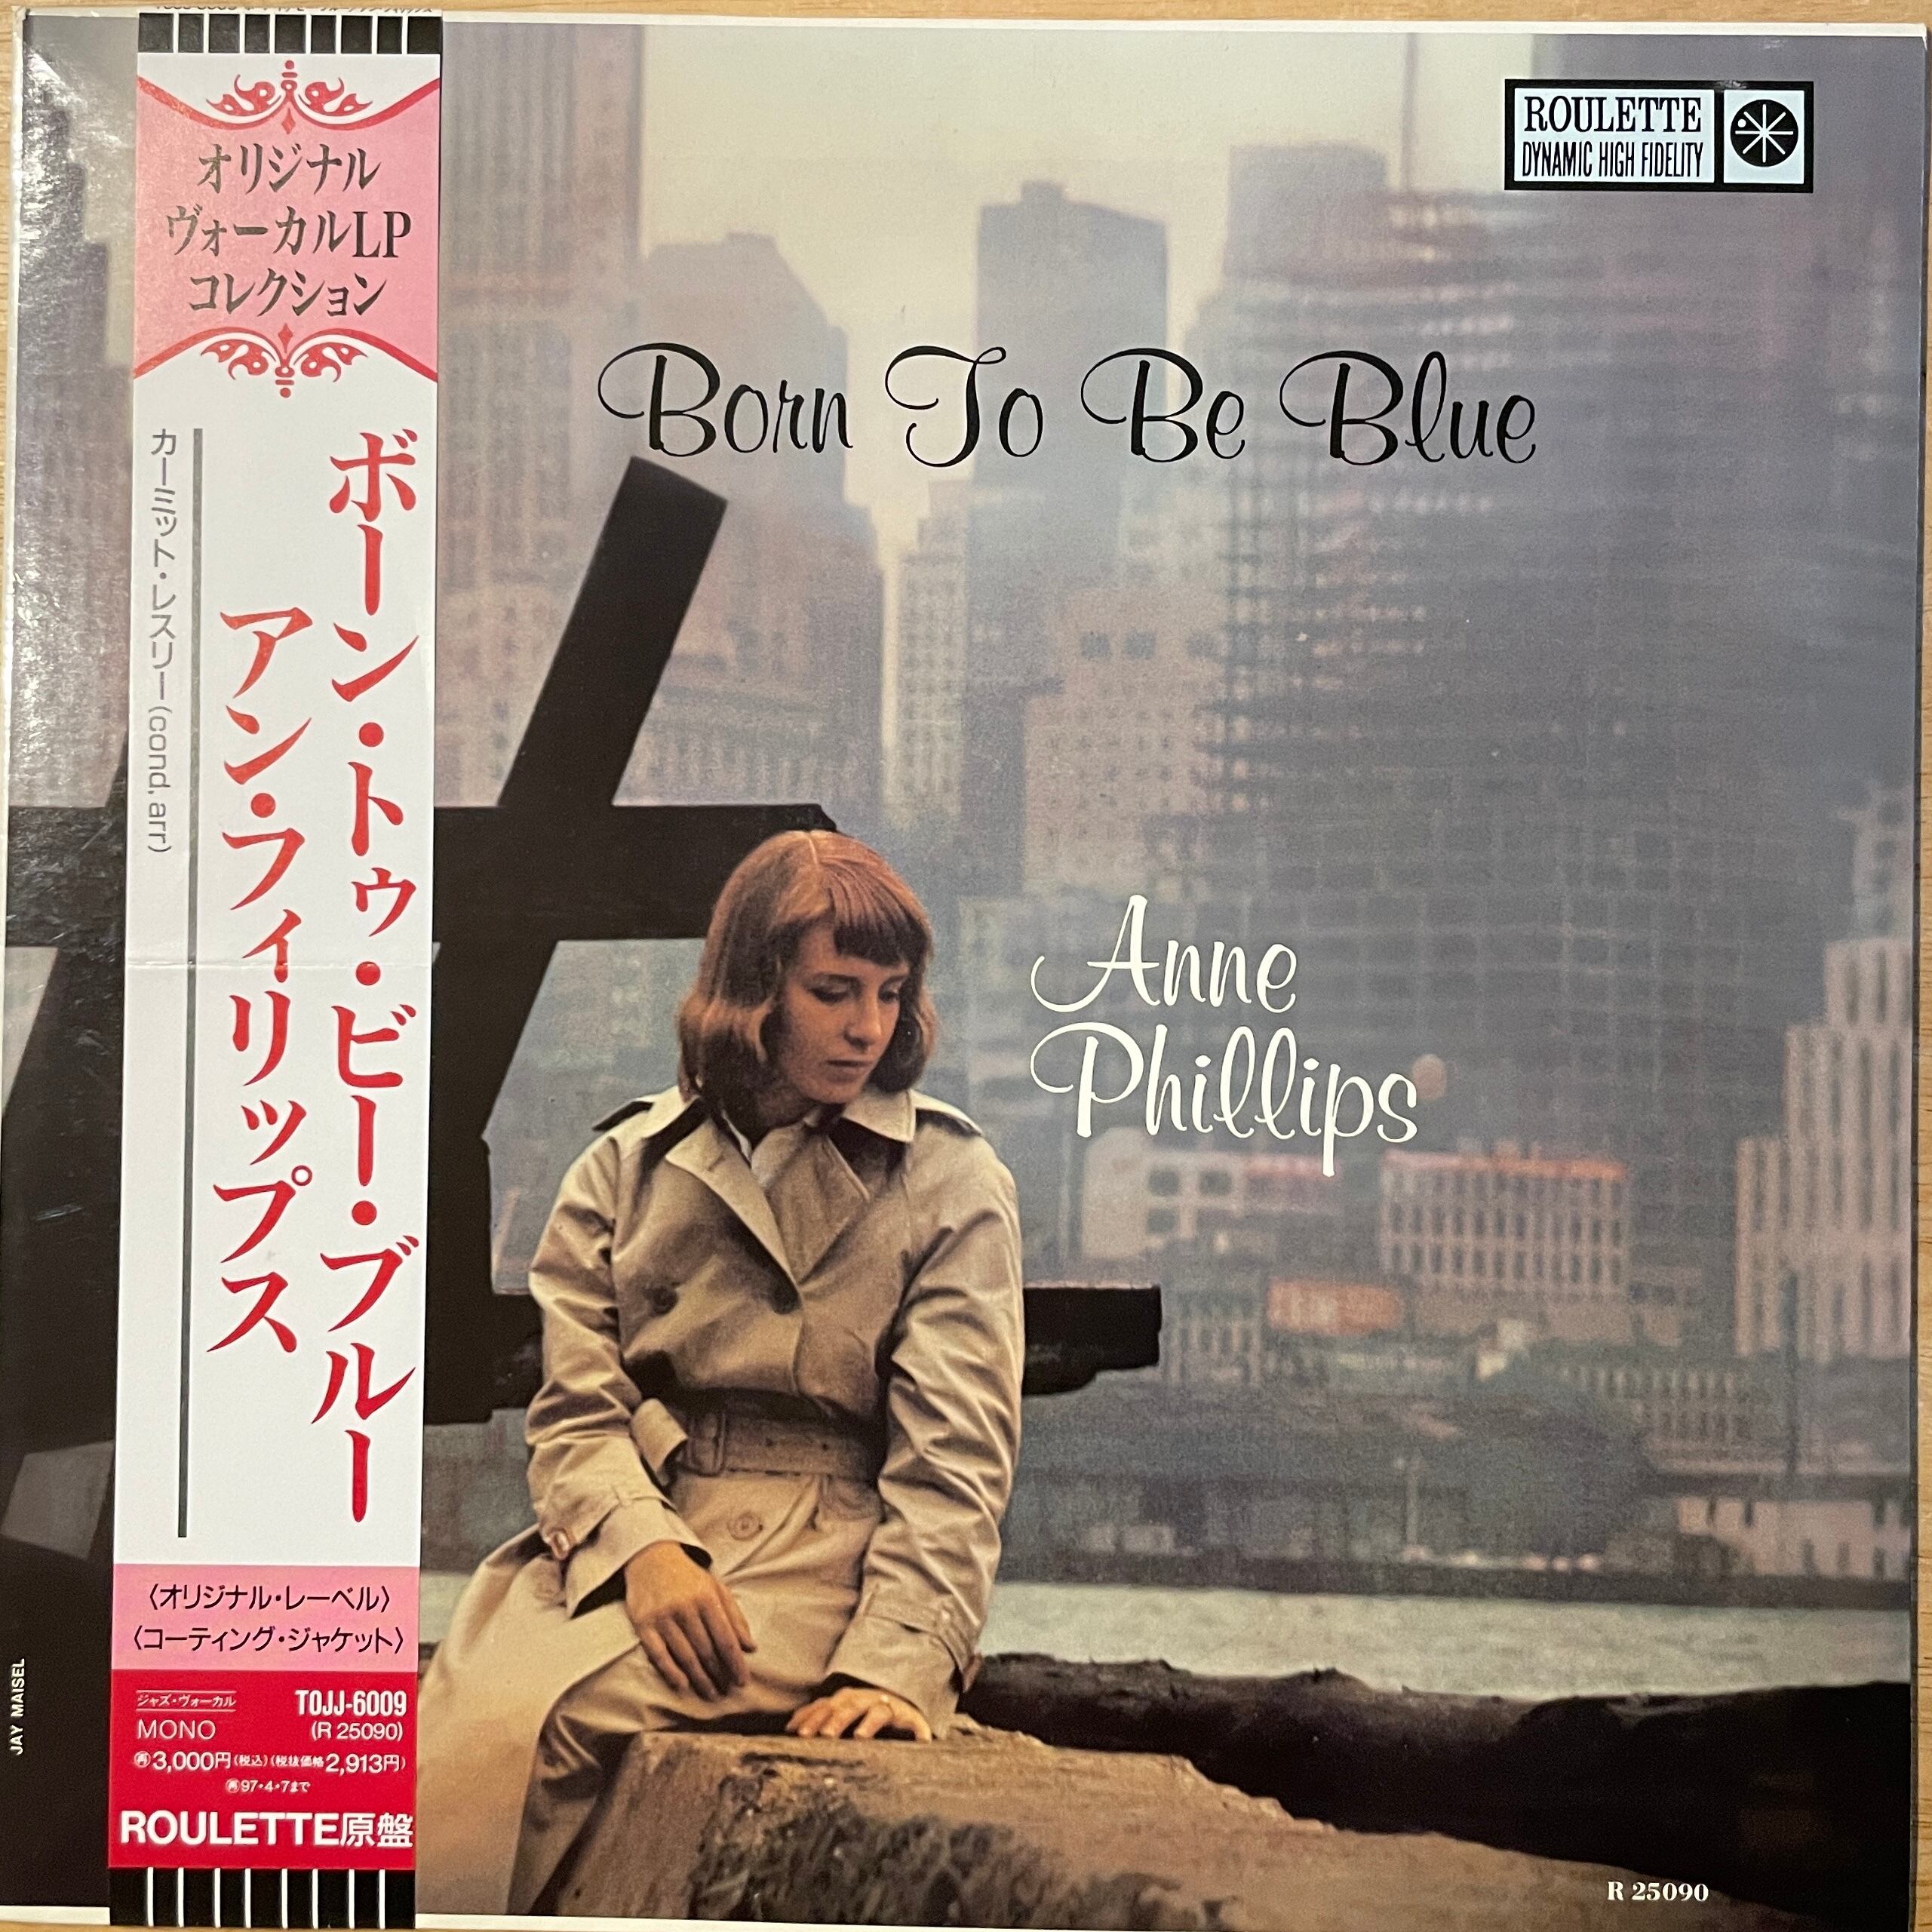 オリジナル
ヴォーカルLP
コレクション
ボーン・トゥ・ビー・ブルー
アン・フィリップス
カーミット・レスリー(cond, arr)
〈オリジナル・レーベル〉
〈コーティング・ジャケット〉
ジャズ・ヴォーカル
MONO
TOJJ-6009
(R 25090)
㋐3,000円(税込)(税抜価格2,913円)
97・4・7まで
ROULETTE原盤
JAY MAISEL
ROULETTE
DYNAMIC HIGH FIDELITY
Born To Be Blue
Anne
Phillips
R 25090